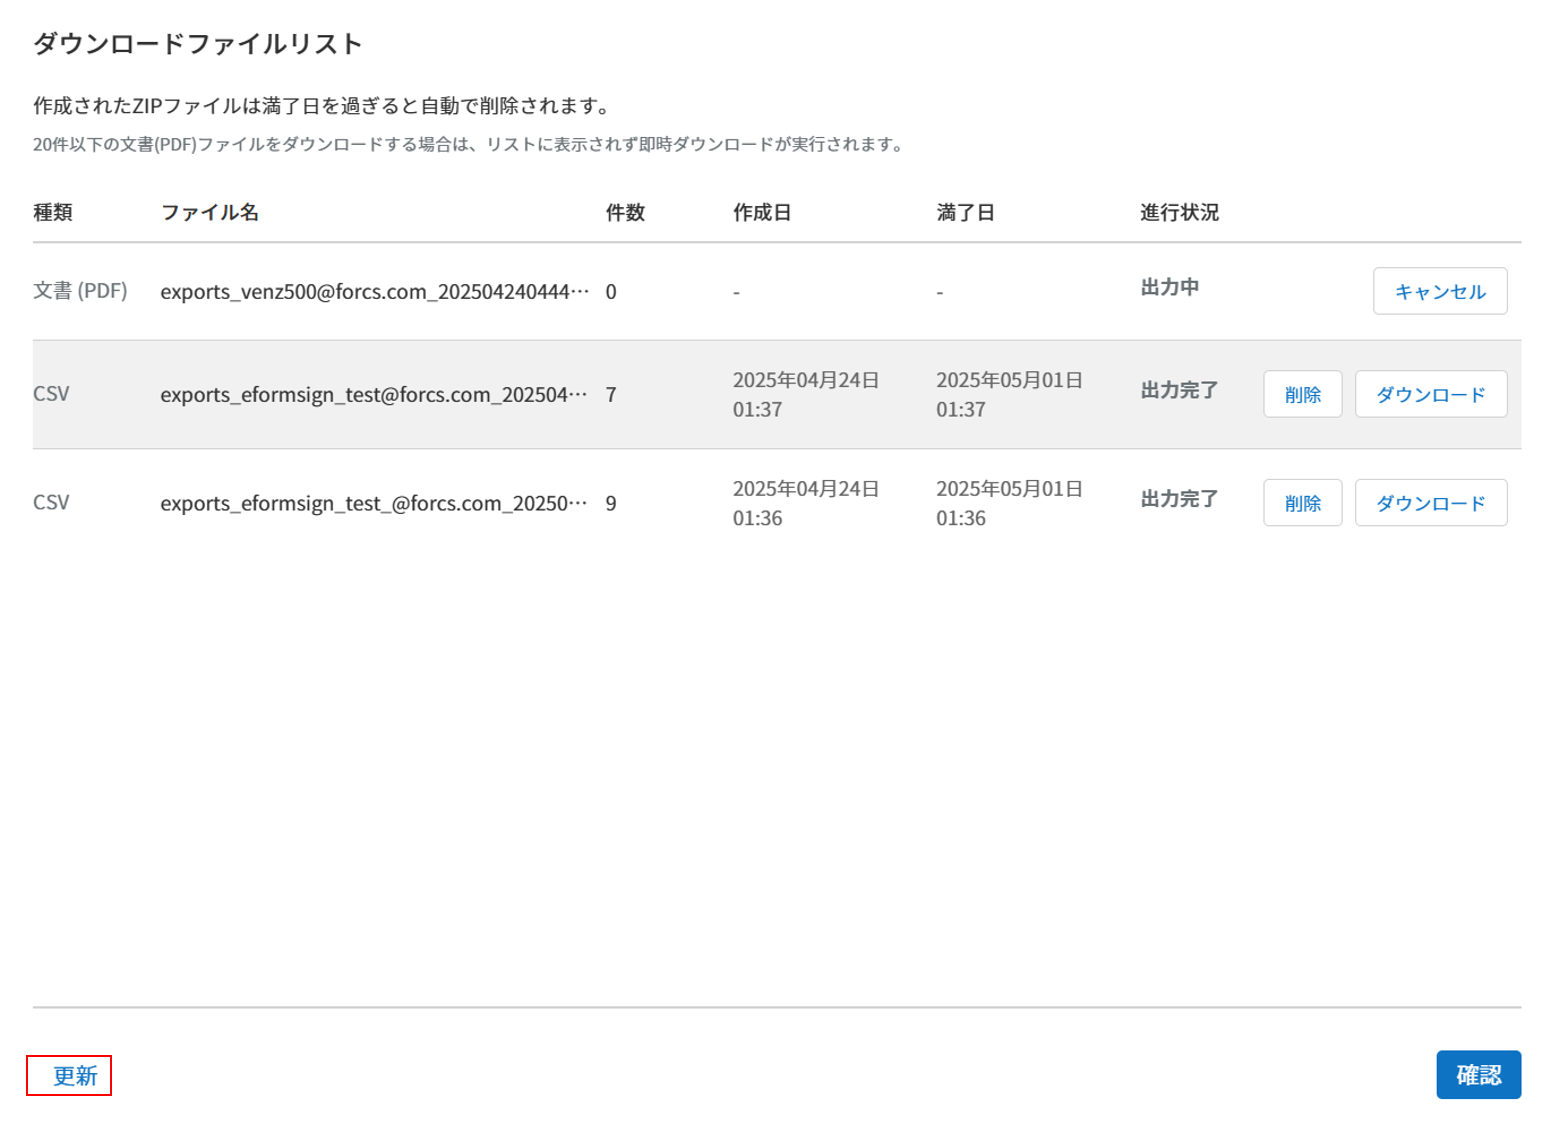 ダウンロードファイルリスト
作成されたZIPファイルは満了日を過ぎると自動で削除されます。
20件以下の文書(PDF)ファイルをダウンロードする場合は、リストに表示されず即時ダウンロードが実行されます。
種類 ファイル名 件数 作成日 満了日 進行状況
文書 (PDF) exports_venz500@forcs.com_202504240444… 0 - - 出力中 キャンセル
CSV exports_eformsign_test@forcs.com_202504… 7 2025年04月24日 01:37 2025年05月01日 01:37 出力完了 削除 ダウンロード
CSV exports_eformsign_test_@forcs.com_20250… 9 2025年04月24日 01:36 2025年05月01日 01:36 出力完了 削除 ダウンロード
更新 確認